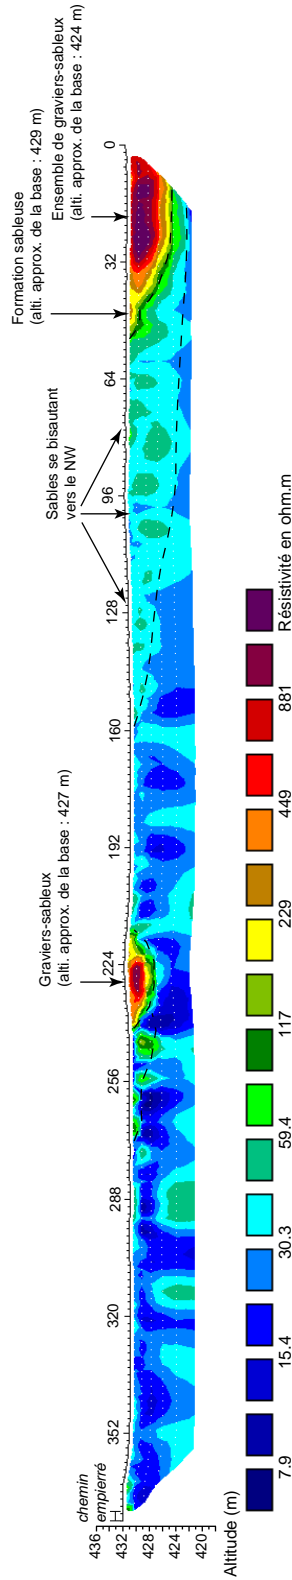 chemin
empierré
Graviers-sableux
(alti. approx. de la base : 427 m)
Sables se bisautant
vers le NW
Formation sableuse
(alti. approx. de la base : 429 m)
Ensemble de graviers-sableux
(alti. approx. de la base : 424 m)
352
320
288
256
224
192
160
128
96
64
32
0
436
432
428
424
420
Altitude (m)
7.9
15.4
30.3
59.4
117
229
449
881
Résistivité en ohm.m